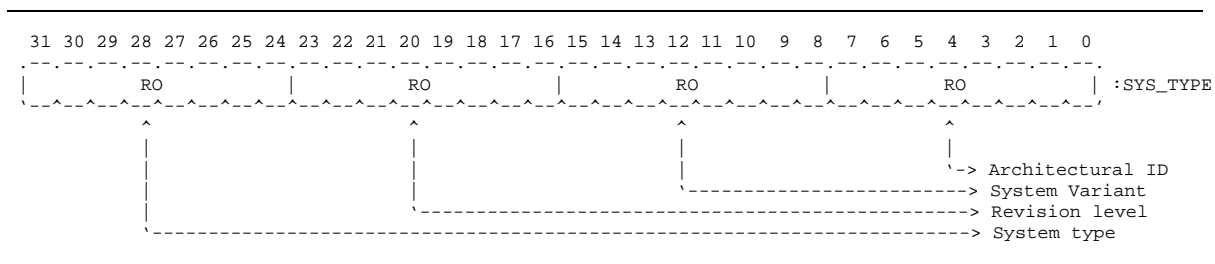 31 30 29 28 27 26 25 24 23 22 21 20 19 18 17 16 15 14 13 12 11 10 9 8 7 6 5 4 3 2 1 0
.--.--.--.--.--.--.--.--.--.--.--.--.--.--.--.--.--.--.--.--.--.--.--.--.--.--.--.--.--.--.--.--.
| RO | RO | RO | RO | :SYS_TYPE
`--^--^--^--^--^--^--^--^--^--^--^--^--^--^--^--^--^--^--^--^--^--^--^--^--^--^--^--^--^--^--^--'
^ ^ ^ ^
| | | |
| | | `-> Architectural ID
| | `------------------------> System Variant
| `-------------------------------------------------> Revision level
`--------------------------------------------------------------------------> System type